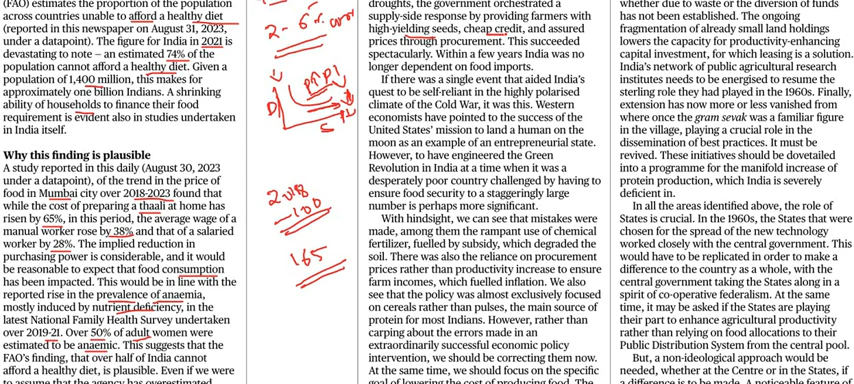 (FAO) estimates the proportion of the population
across countries unable to afford a healthy diet
(reported in this newspaper on August 31, 2023,
under a datapoint). The figure for India in 2021 is
devastating to note – an estimated 74% of the
population cannot afford a healthy diet. Given a
population of 1,400 million, this makes for
approximately one billion Indians. A shrinking
ability of households to finance their food
requirement is evident also in studies undertaken
in India itself.
Why this finding is plausible
A study reported in this daily (August 30, 2023
under a datapoint), of the trend in the price of
food in Mumbai city over 2018-2023 found that
while the cost of preparing a thaali at home has
risen by 65%, in this period, the average wage of a
manual worker rose by 38% and that of a salaried
worker by 28%. The implied reduction in
purchasing power is considerable, and it would
be reasonable to expect that food consumption
has been impacted. This would be in line with the
reported rise in the prevalence of anaemia,
mostly induced by nutrient deficiency, in the
latest National Family Health Survey undertaken
over 2019-21. Over 50% of adult women were
estimated to be anaemic. This suggests that the
FAO's finding, that over half of India cannot
afford a healthy diet, is plausible. Even if we were
to assume that the agency has overestimated
2-6%
D
S
2018
100
165
droughts, the government orchestrated a
supply-side response by providing farmers with
high-yielding seeds, cheap credit, and assured
prices through procurement. This succeeded
spectacularly. Within a few years India was no
longer dependent on food imports.
If there was a single event that aided India's
quest to be self-reliant in the highly polarised
climate of the Cold War, it was this. Western
economists have pointed to the success of the
United States' mission to land a human on the
moon as an example of an entrepreneurial state.
However, to have engineered the Green
Revolution in India at a time when it was a
desperately poor country challenged by having to
ensure food security to a staggeringly large
number is perhaps more significant.
With hindsight, we can see that mistakes were
made, among them the rampant use of chemical
fertilizer, fuelled by subsidy, which degraded the
soil. There was also the reliance on procurement
prices rather than productivity increase to ensure
farm incomes, which fuelled inflation. We also
see that the policy was almost exclusively focused
on cereals rather than pulses, the main source of
protein for most Indians. However, rather than
carping about the errors made in an
extraordinarily successful economic policy
intervention, we should be correcting them now.
At the same time, we should focus on the specific
goal of lowering the cost of producing food. The
whether due to waste or the diversion of funds
has not been established. The ongoing
fragmentation of already small land holdings
lowers the capacity for productivity-enhancing
capital investment, for which leasing is a solution.
India's network of public agricultural research
institutes needs to be energised to resume the
sterling role they had played in the 1960s. Finally,
extension has now more or less vanished from
where once the gram sevak was a familiar figure
in the village, playing a crucial role in the
dissemination of best practices. It must be
revived. These initiatives should be dovetailed
into a programme for the manifold increase of
protein production, which India is severely
deficient in.
In all the areas identified above, the role of
States is crucial. In the 1960s, the States that were
chosen for the spread of the new technology
worked closely with the central government. This
would have to be replicated in order to make a
difference to the country as a whole, with the
central government taking the States along in a
spirit of co-operative federalism. At the same
time, it may be asked if the States are playing
their part to enhance agricultural productivity
rather than relying on food allocations to their
Public Distribution System from the central pool.
But, a non-ideological approach would be
needed, whether at the Centre or in the States, if
a difference is to be made. A noticeable feature of